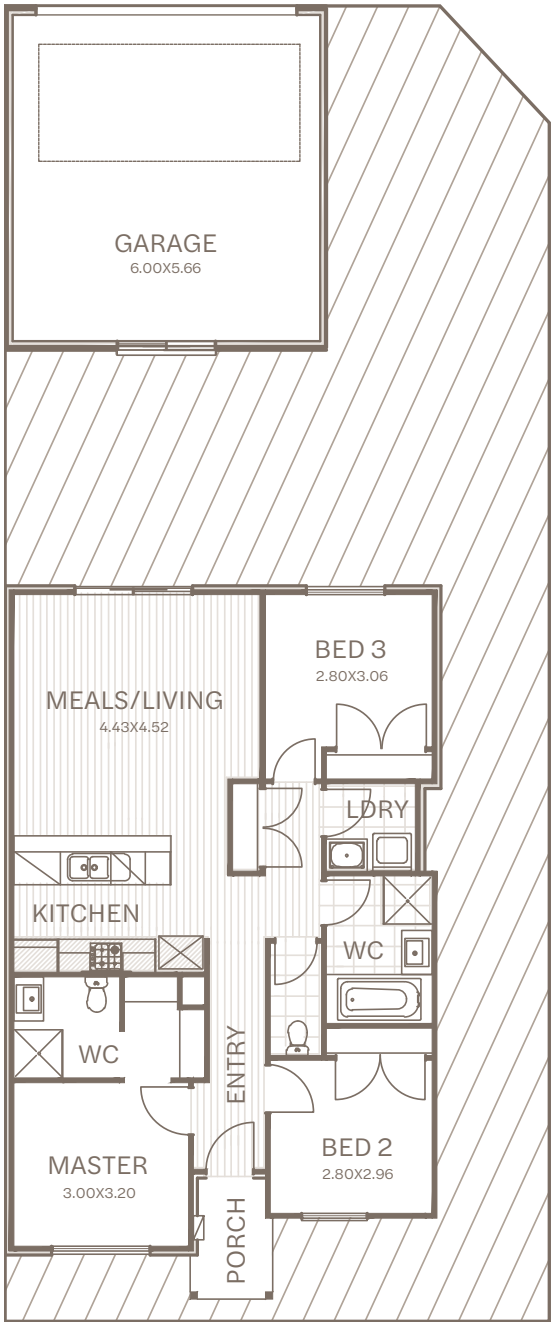 GARAGE
6.00X5.66
BED 3
2.80X3.06
MEALS/LIVING
4.43X4.52
LDRY
KITCHEN
WC
WC
ENTRY
BED 2
2.80X2.96
MASTER
3.00X3.20
PORCH